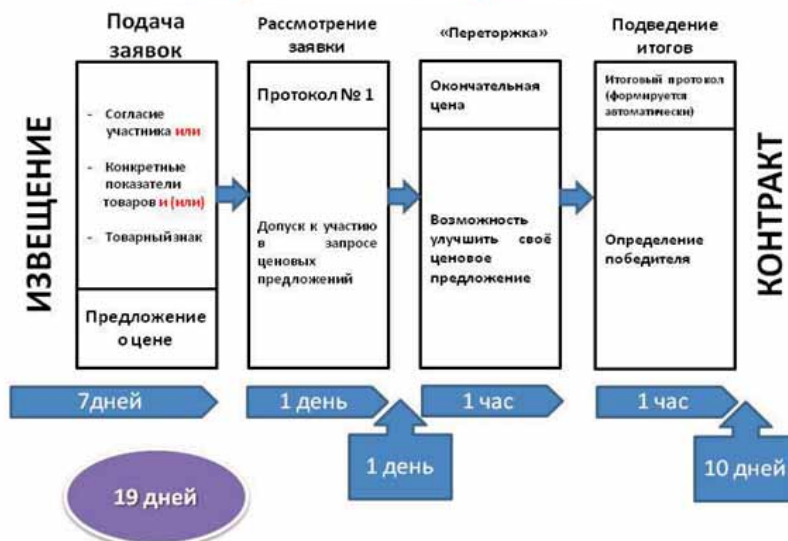 ИЗВЕЩЕНИЕ
Подача
заявок
- Согласие
участника или
- Конкретные
показатели
товаров и (или)
- Товарный знак
Предложение
о цене
7дней
Рассмотрение
заявки
Протокол № 1
Допуск к участию
в запросе
ценовых
предложений
1 день
1 день
«Переторжка»
Окончательная
цена
Возможность
улучшить своё
ценовое
предложение
1 час
Подведение
итогов
Итоговый протокол
(формируется
автоматически)
Определение
победителя
1 час
10 дней
КОНТРАКТ
19 дней